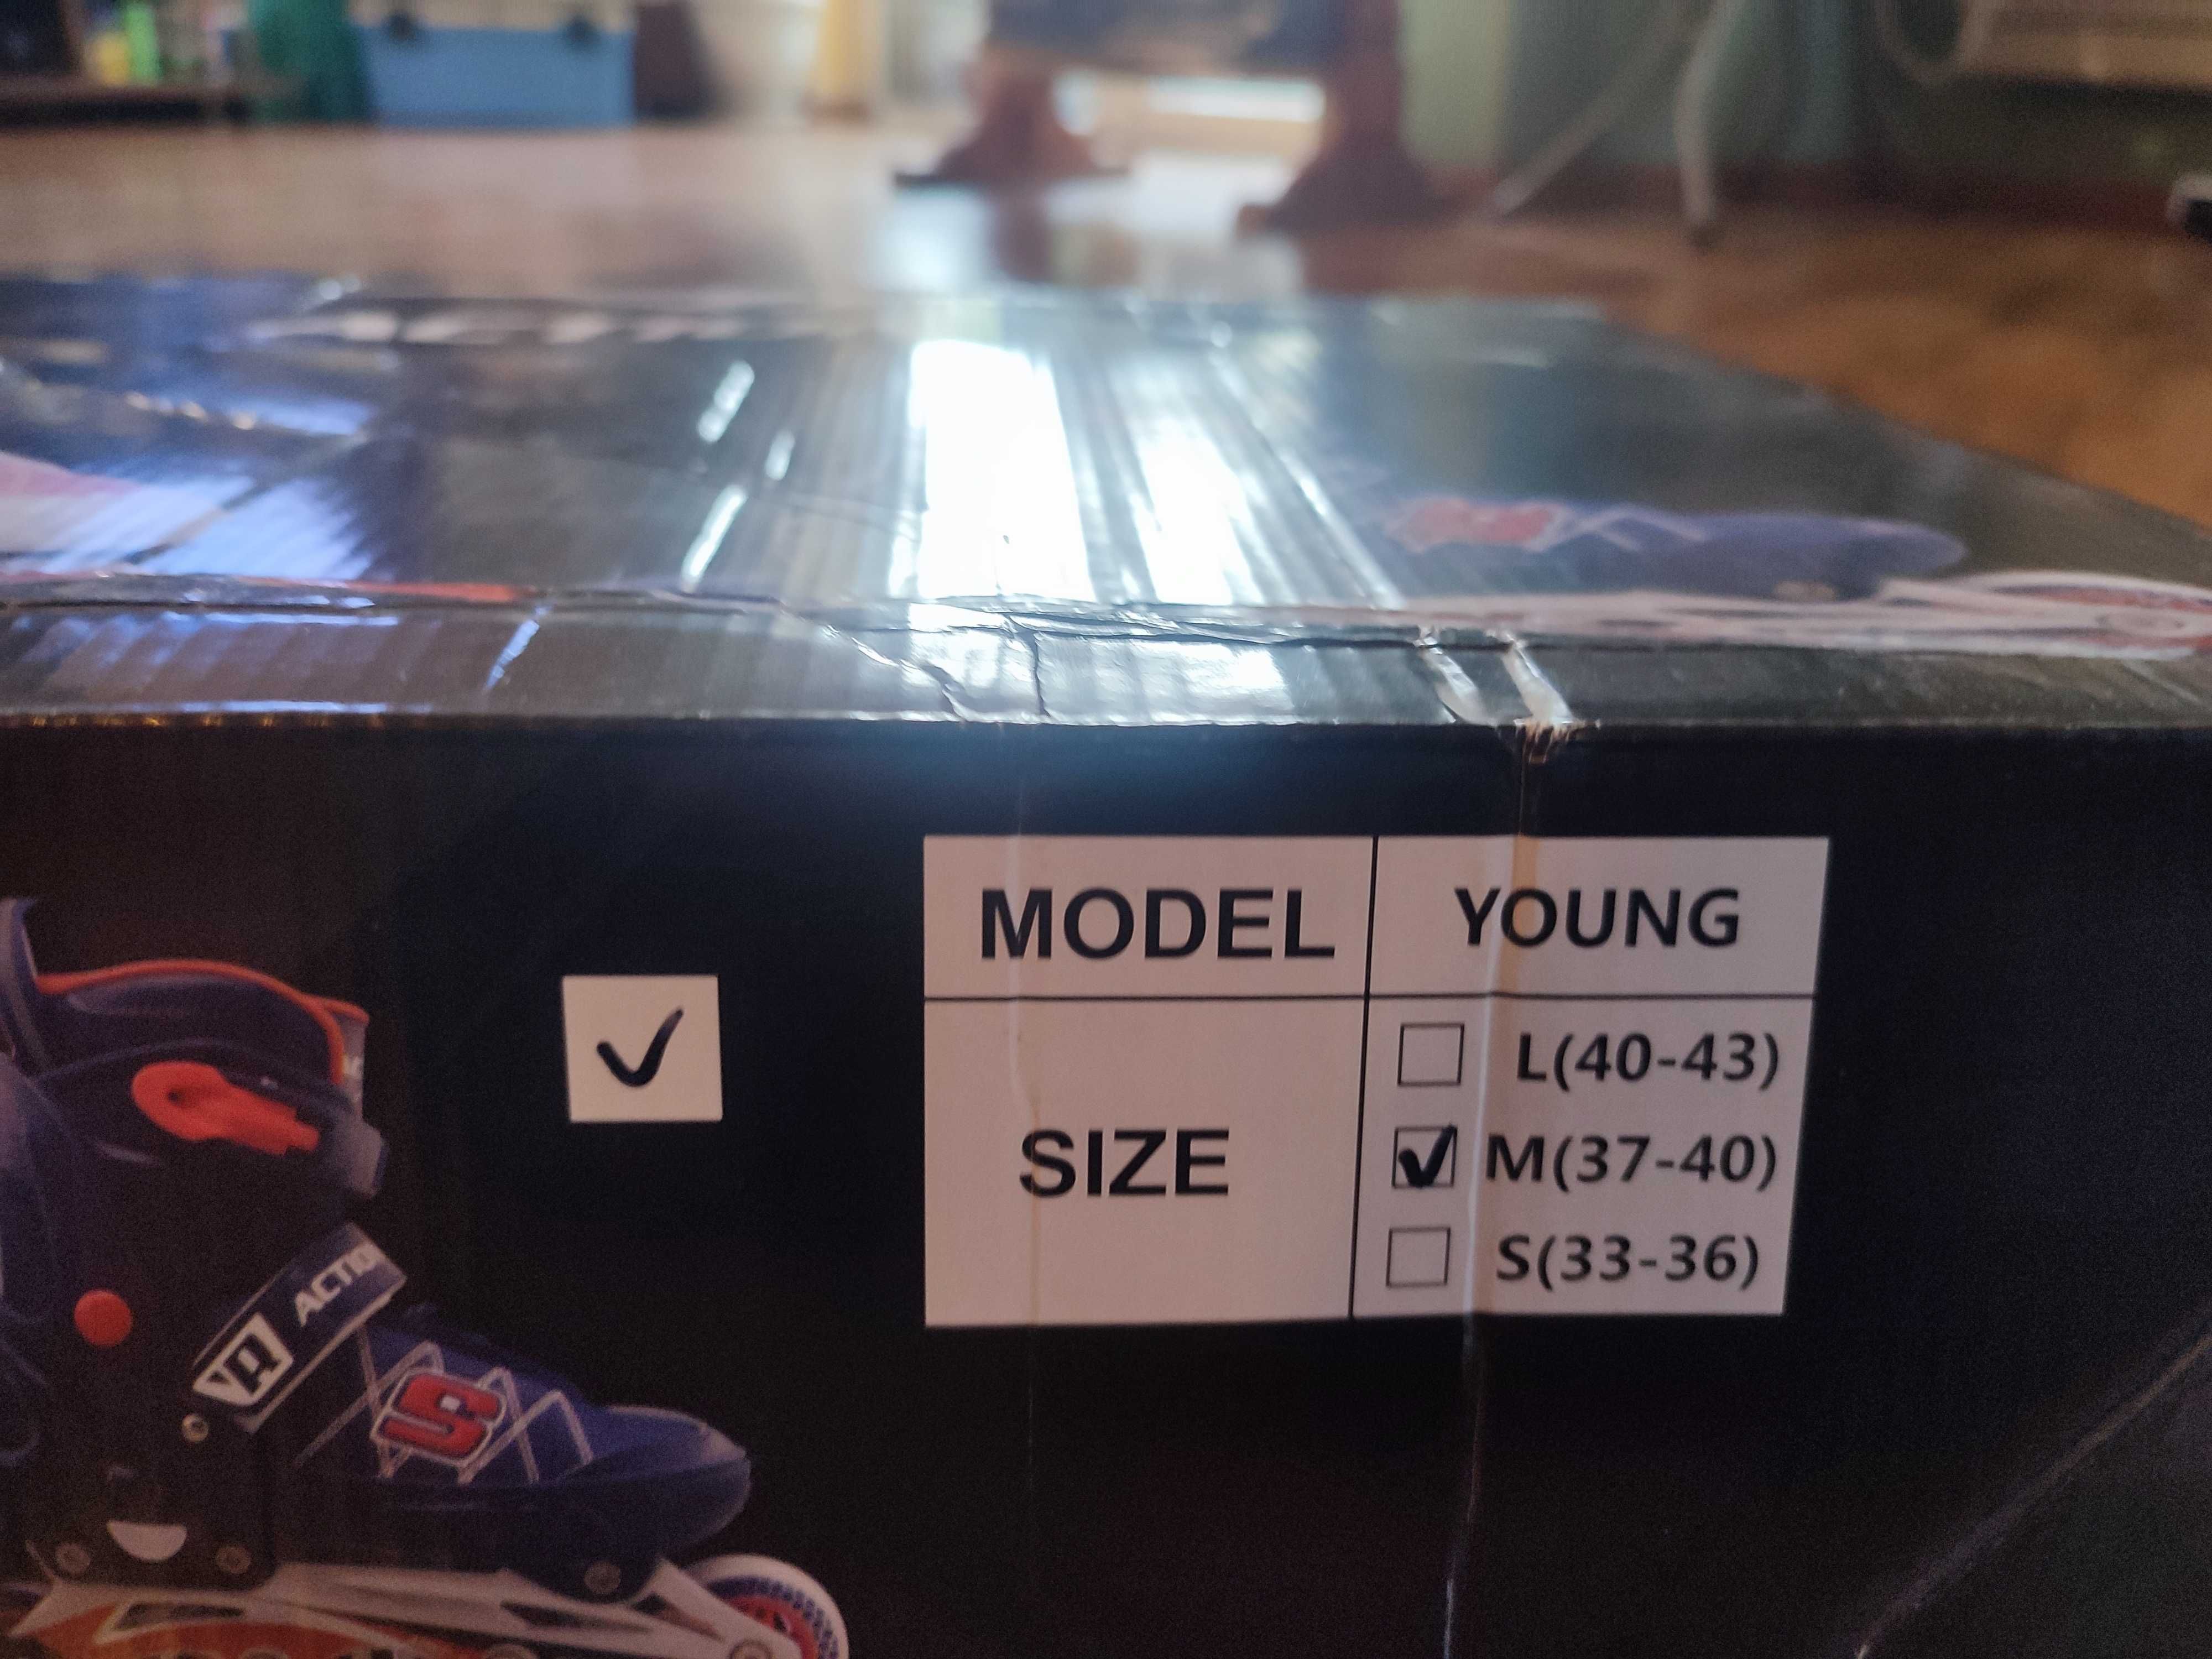 MODEL YOUNG
L(40-43)
SIZE
M(37-40)
S(33-36)
ACTIO